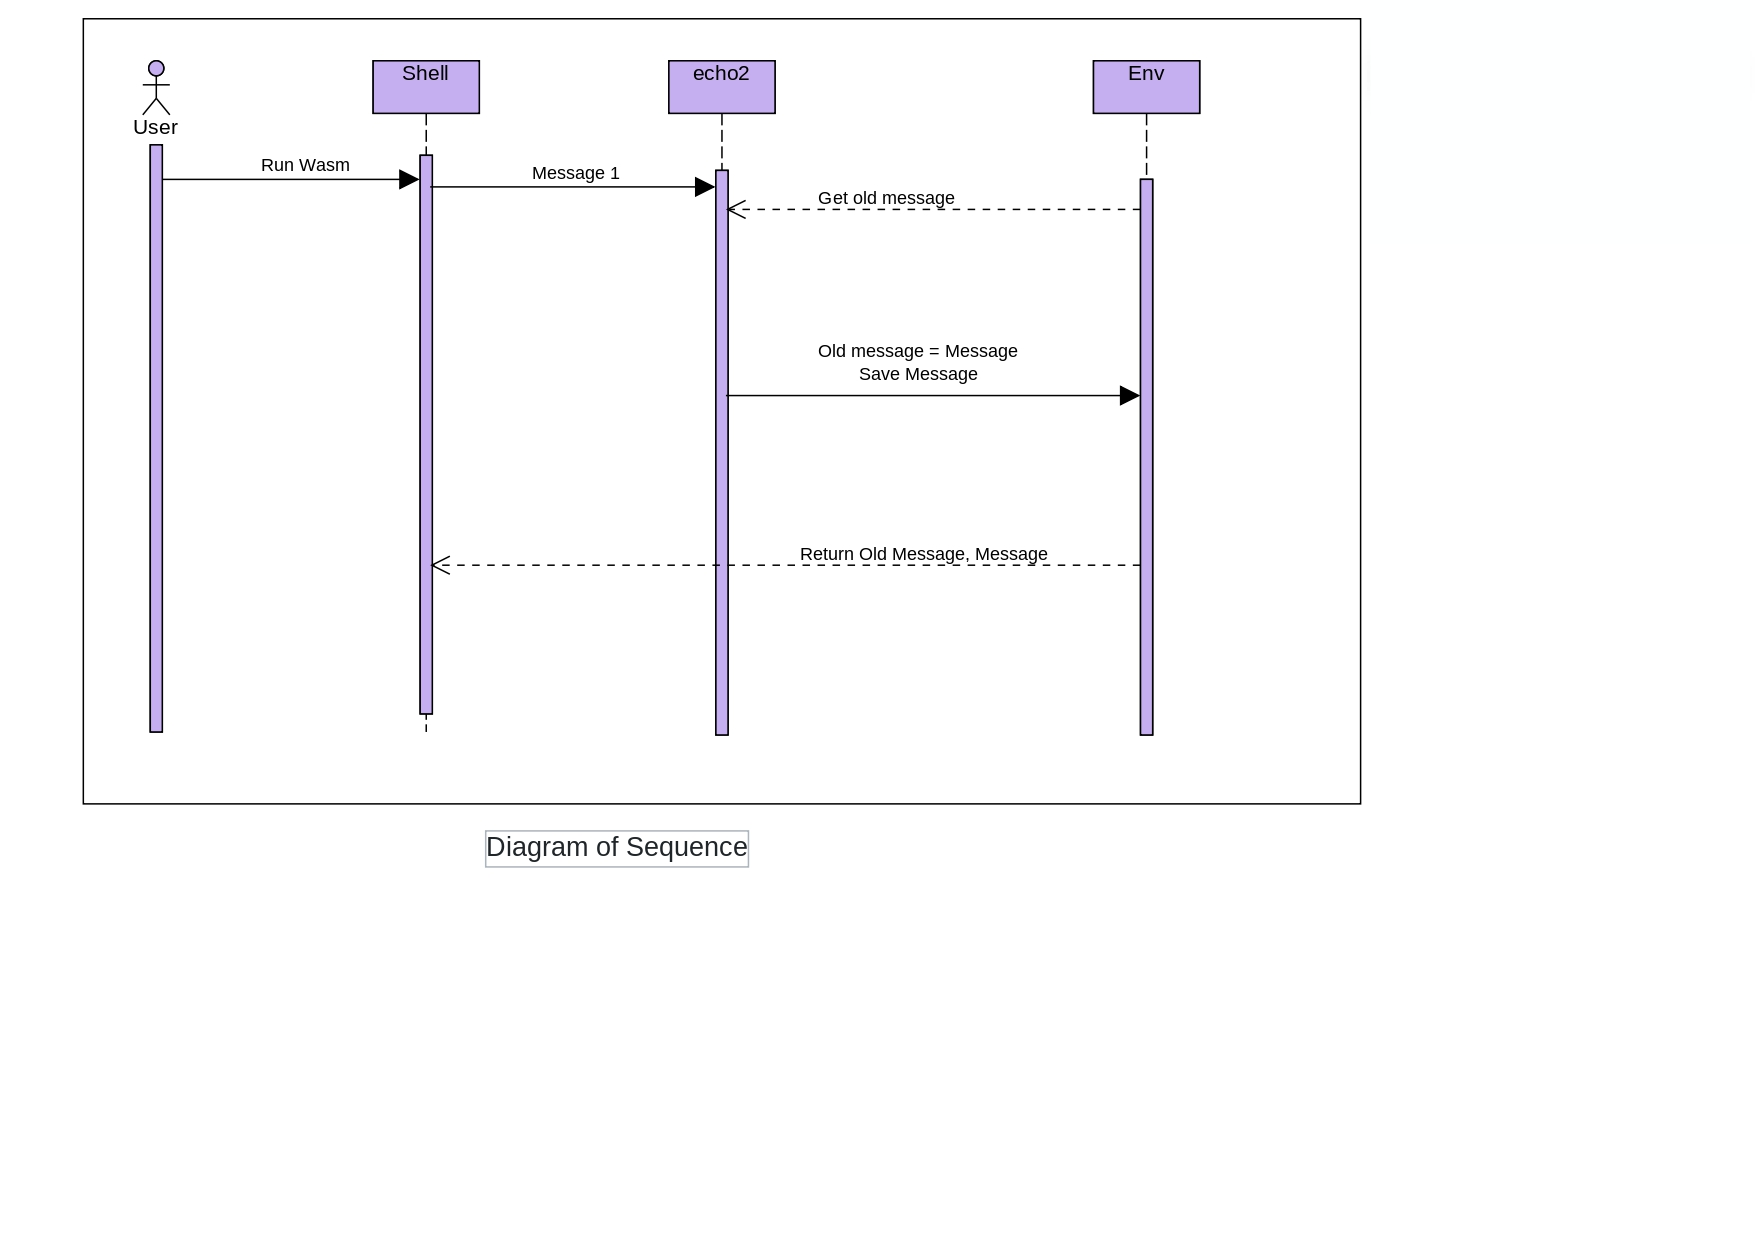 Shell
echo2
Env
User
Run Wasm
Message 1
Get old message
Old message = Message
Save Message
Return Old Message, Message
Diagram of Sequence